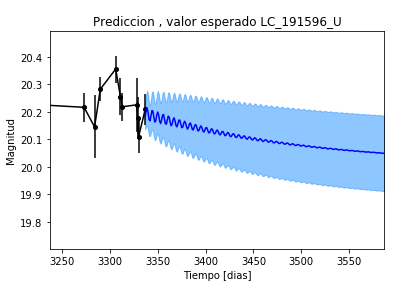 Prediccion , valor esperado LC_191596_U
Magnitud
20.4
20.3
20.2
20.1
20.0
19.9
19.8
3250 3300 3350 3400 3450 3500 3550
Tiempo [dias]